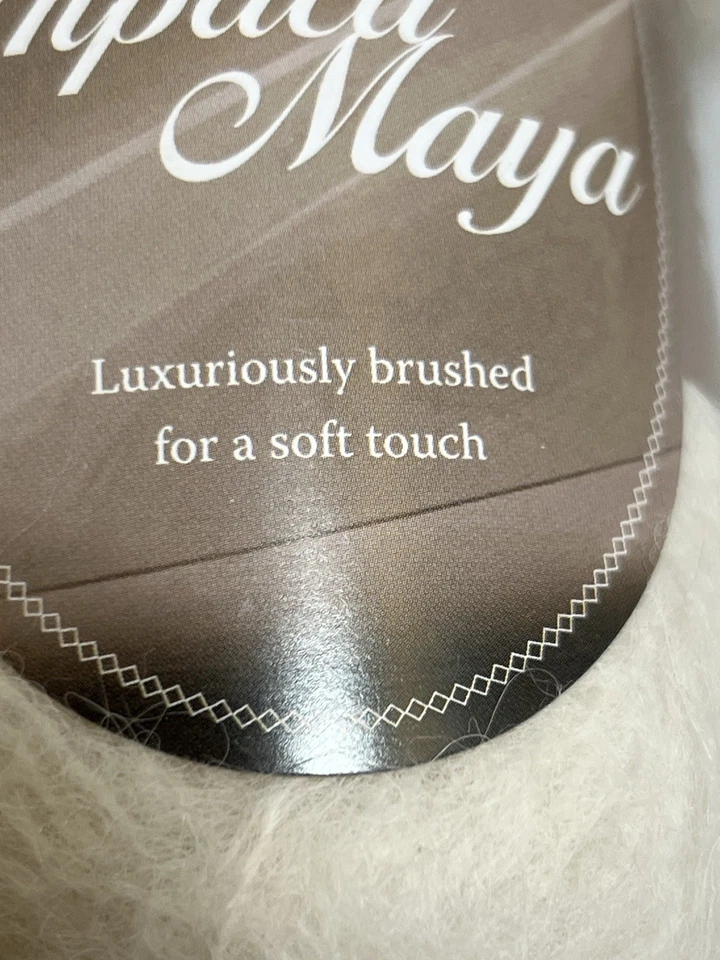 Maya
Luxuriously brushed
for a soft touch